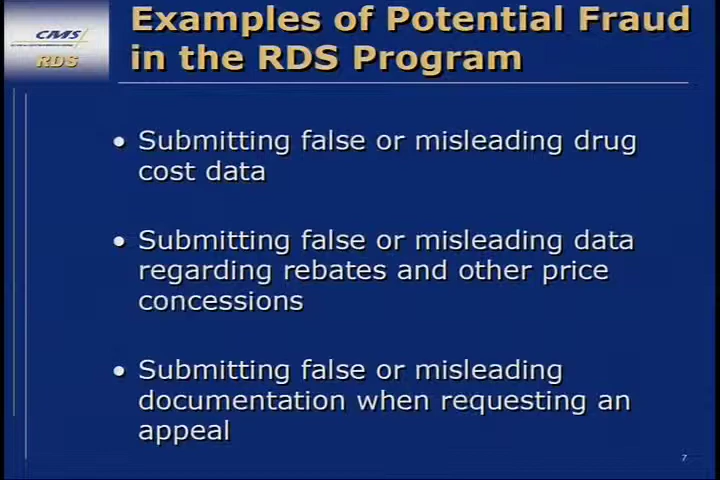 CMS
RDS
Examples of Potential Fraud
in the RDS Program
• Submitting false or misleading drug
cost data
• Submitting false or misleading data
regarding rebates and other price
concessions
• Submitting false or misleading
documentation when requesting an
appeal
7